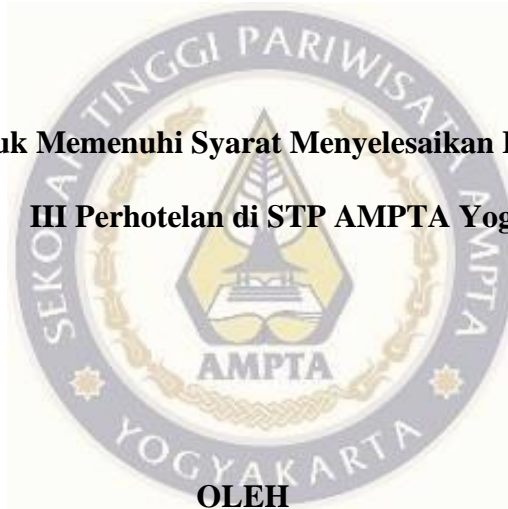 SEKOLAH TINGGI PARIWISATA AMPTA
uk Memenuhi Syarat Menyelesaikan
III Perhotelan di STP AMPTA Yog
AMPTA
YOGYAKARTA
OLEH